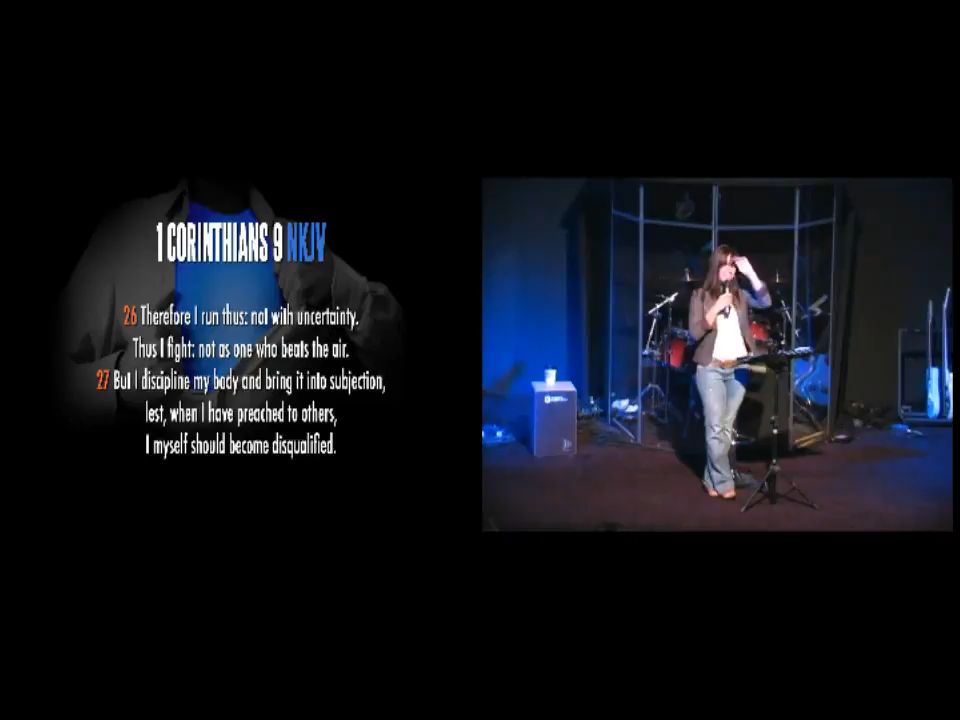 1 CORINTHIANS 9 NKJV
26 Therefore I run thus: not with uncertainty.
Thus I fight: not as one who beats the air.
27 But I discipline my body and bring it into subjection,
lest, when I have preached to others,
I myself should become disqualified.